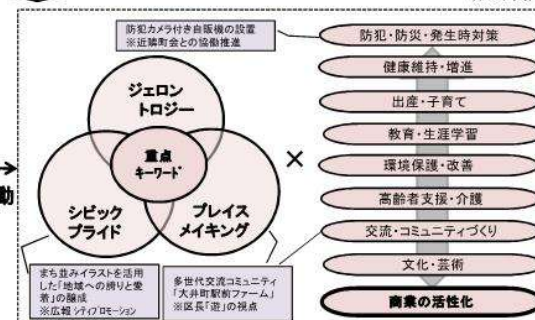 防犯カメラ付き自販機の設置
※近隣町会との協働推進
ジェロン
トロジー
重点
キーワード
シビック
プライド
プレイス
メイキング
×
動
まち並みイラストを活用
した「地域への誇りと愛
着」の醸成
※広報シティプロモーション
多世代交流コミュニティ
「大井町駅前ファーム」
※区長「遊」の視点
防犯・防災・発生時対策
健康維持・増進
出産・子育て
教育・生涯学習
環境保護・改善
高齢者支援・介護
交流・コミュニティづくり
文化・芸術
商業の活性化